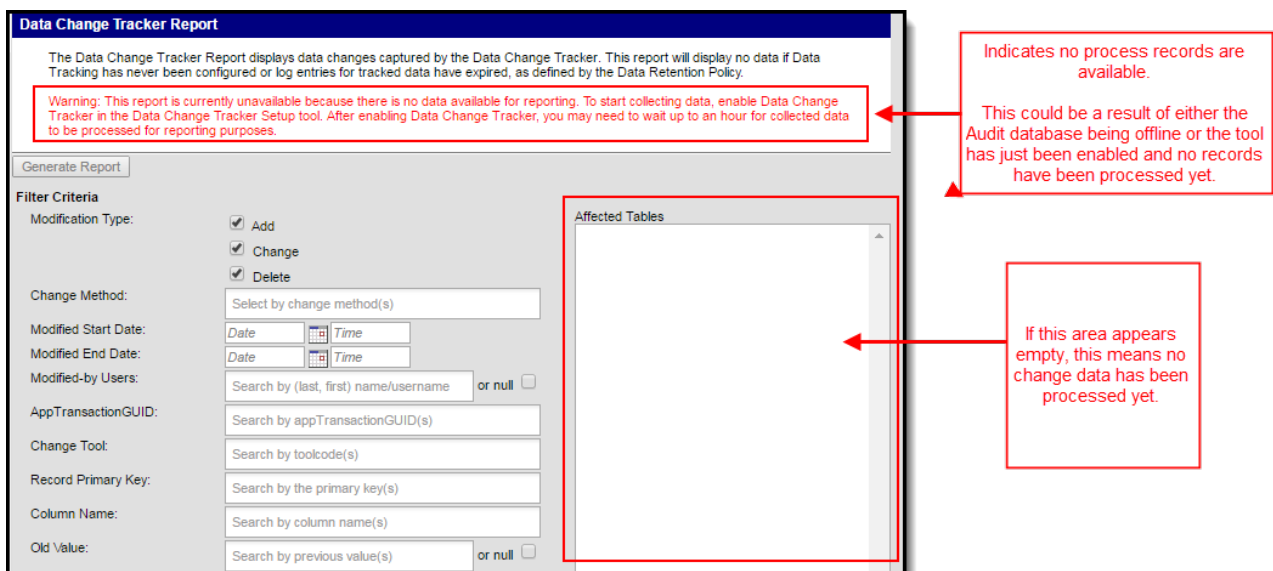 Data Change Tracker Report
The Data Change Tracker Report displays data changes captured by the Data Change Tracker. This report will display no data if Data
Tracking has never been configured or log entries for tracked data have expired, as defined by the Data Retention Policy.
Warning: This report is currently unavailable because there is no data available for reporting. To start collecting data, enable Data Change
Tracker in the Data Change Tracker Setup tool. After enabling Data Change Tracker, you may need to wait up to an hour for collected data
to be processed for reporting purposes.
Indicates no process records are
available.
This could be a result of either the
Audit database being offline or the tool
has just been enabled and no records
have been processed yet.
Generate Report
Filter Criteria
Modification Type:
Add
Change
Delete
Change Method:
Select by change method(s)
Modified Start Date:
Date
Time
Modified End Date:
Date
Time
Modified-by Users:
Search by (last, first) name/username
or null
AppTransactionGUID:
Search by appTransactionGUID(s)
Change Tool:
Search by toolcode(s)
Record Primary Key:
Search by the primary key(s)
Column Name:
Search by column name(s)
Old Value:
Search by previous value(s)
or null
Affected Tables
If this area appears
empty, this means no
change data has been
processed yet.